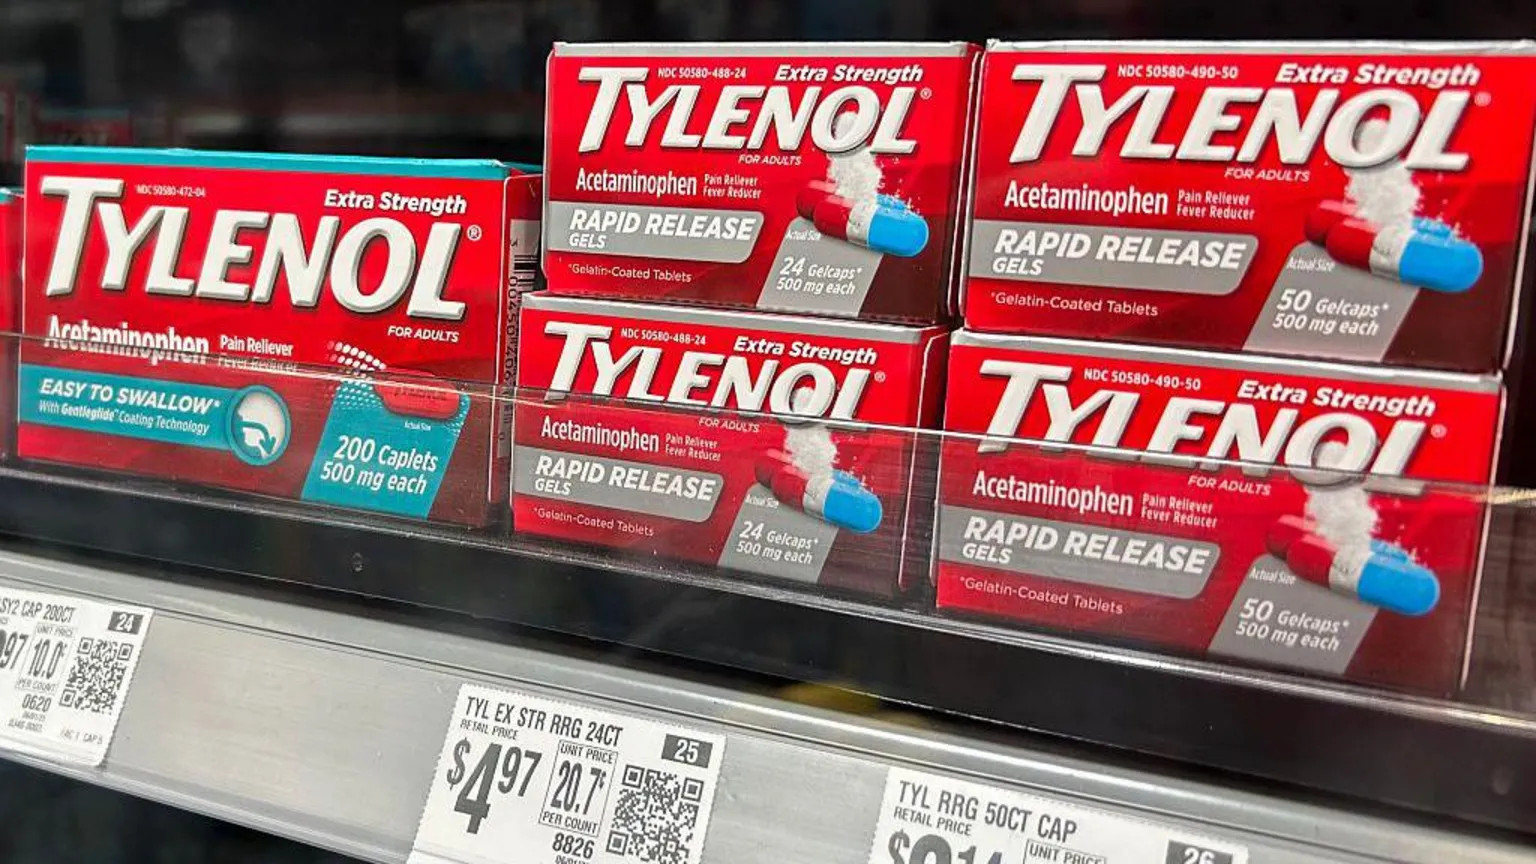 NDC 50580-472-04
Extra Strength
TYLENOL®
FOR ADULTS
Acetaminophen
Pain Reliever
Fever Reducer
EASY TO SWALLOW*
With Gentleglide™ Coating Technology
Actual Size
200 Caplets
500 mg each
NDC 50580-488-24
Extra Strength
TYLENOL®
FOR ADULTS
Acetaminophen
Pain Reliever
Fever Reducer
RAPID RELEASE
GELS
Actual Size
*Gelatin-Coated Tablets
24 Gelcaps*
500 mg each
NDC 50580-490-50
Extra Strength
TYLENOL®
FOR ADULTS
Acetaminophen
Pain Reliever
Fever Reducer
RAPID RELEASE
GELS
Actual Size
*Gelatin-Coated Tablets
50 Gelcaps*
500 mg each
NDC 50580-488-24
Extra Strength
TYLENOL®
FOR ADULTS
Acetaminophen
Pain Reliever
Fever Reducer
RAPID RELEASE
GELS
Actual Size
*Gelatin-Coated Tablets
24 Gelcaps*
500 mg each
NDC 50580-490-50
Extra Strength
TYLENOL®
FOR ADULTS
Acetaminophen
Pain Reliever
Fever Reducer
RAPID RELEASE
GELS
Actual Size
*Gelatin-Coated Tablets
50 Gelcaps*
500 mg each
CAP 200CT
24
97
UNIT PRICE
10.0¢
PER COUNT
0620
TYL EX STR RRG 24CT
RETAIL PRICE
25
$4.97
UNIT PRICE
20.7¢
PER COUNT
8826
TYL RRG 50CT CAP
RETAIL PRICE
26
UNIT PRICE